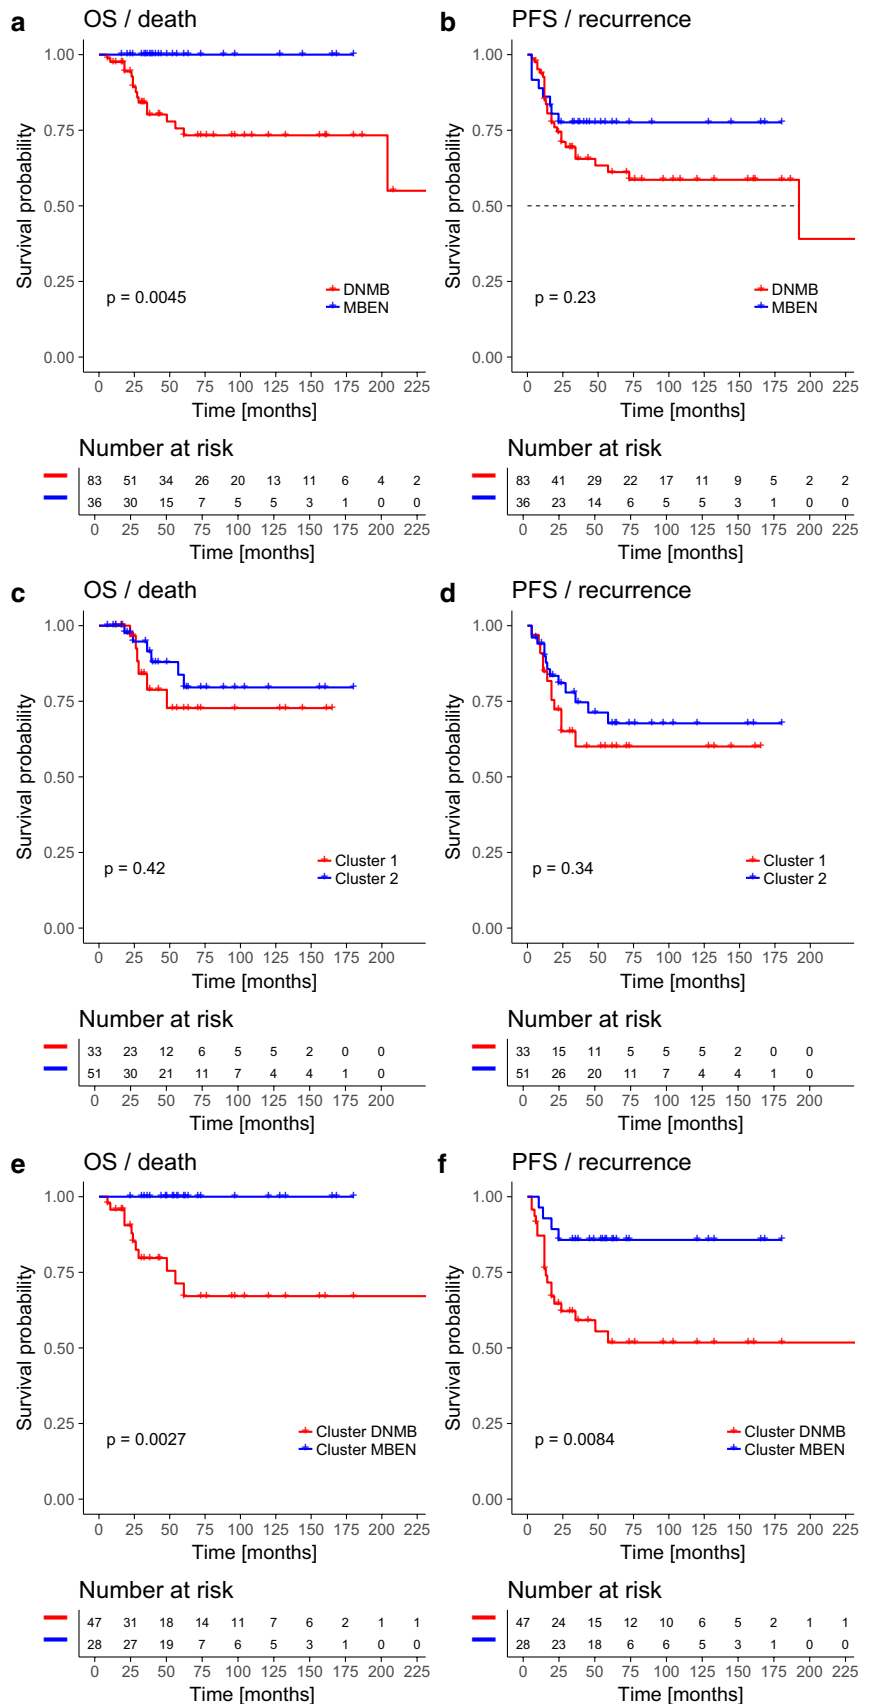 a
OS / death
1.00
0.75
0.50
0.25
0.00
Survival probability
p = 0.0045
DNMB
MBEN
0 25 50 75 100 125 150 175 200 225
Time [months]
Number at risk
83 51 34 26 20 13 11 6 4 2
36 30 15 7 5 5 3 1 0 0
0 25 50 75 100 125 150 175 200 225
Time [months]
b
PFS / recurrence
1.00
0.75
0.50
0.25
0.00
Survival probability
p = 0.23
DNMB
MBEN
0 25 50 75 100 125 150 175 200 225
Time [months]
Number at risk
83 41 29 22 17 11 9 5 2 2
36 23 14 6 5 5 3 1 0 0
0 25 50 75 100 125 150 175 200 225
Time [months]
c
OS / death
1.00
0.75
0.50
0.25
0.00
Survival probability
p = 0.42
Cluster 1
Cluster 2
0 25 50 75 100 125 150 175 200
Time [months]
Number at risk
33 23 12 6 5 5 2 0 0
51 30 21 11 7 4 4 1 0
0 25 50 75 100 125 150 175 200
Time [months]
d
PFS / recurrence
1.00
0.75
0.50
0.25
0.00
Survival probability
p = 0.34
Cluster 1
Cluster 2
0 25 50 75 100 125 150 175 200
Time [months]
Number at risk
33 15 11 5 5 5 2 0 0
51 26 20 11 7 4 4 1 0
0 25 50 75 100 125 150 175 200
Time [months]
e
OS / death
1.00
0.75
0.50
0.25
0.00
Survival probability
p = 0.0027
Cluster DNMB
Cluster MBEN
0 25 50 75 100 125 150 175 200 225
Time [months]
Number at risk
47 31 18 14 11 7 6 2 1 1
28 27 19 7 6 5 3 1 0 0
0 25 50 75 100 125 150 175 200 225
Time [months]
f
PFS / recurrence
1.00
0.75
0.50
0.25
0.00
Survival probability
p = 0.0084
Cluster DNMB
Cluster MBEN
0 25 50 75 100 125 150 175 200 225
Time [months]
Number at risk
47 24 15 12 10 6 5 2 1 1
28 23 18 6 6 5 3 1 0 0
0 25 50 75 100 125 150 175 200 225
Time [months]